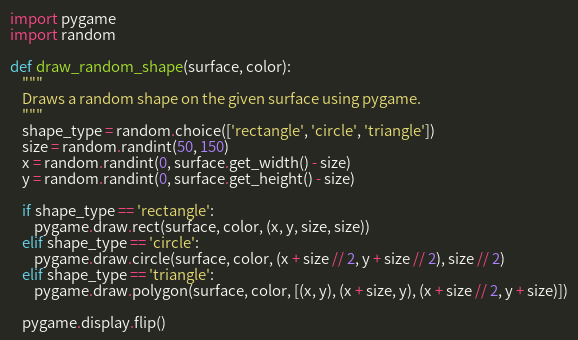 import pygame
import random

def draw_random_shape(surface, color):
    """
    Draws a random shape on the given surface using pygame.
    """
    shape_type = random.choice(['rectangle', 'circle', 'triangle'])
    size = random.randint(50, 150)
    x = random.randint(0, surface.get_width() - size)
    y = random.randint(0, surface.get_height() - size)

    if shape_type == 'rectangle':
        pygame.draw.rect(surface, color, (x, y, size, size))
    elif shape_type == 'circle':
        pygame.draw.circle(surface, color, (x + size // 2, y + size // 2), size // 2)
    elif shape_type == 'triangle':
        pygame.draw.polygon(surface, color, [(x, y), (x + size, y), (x + size // 2, y + size)])

    pygame.display.flip()